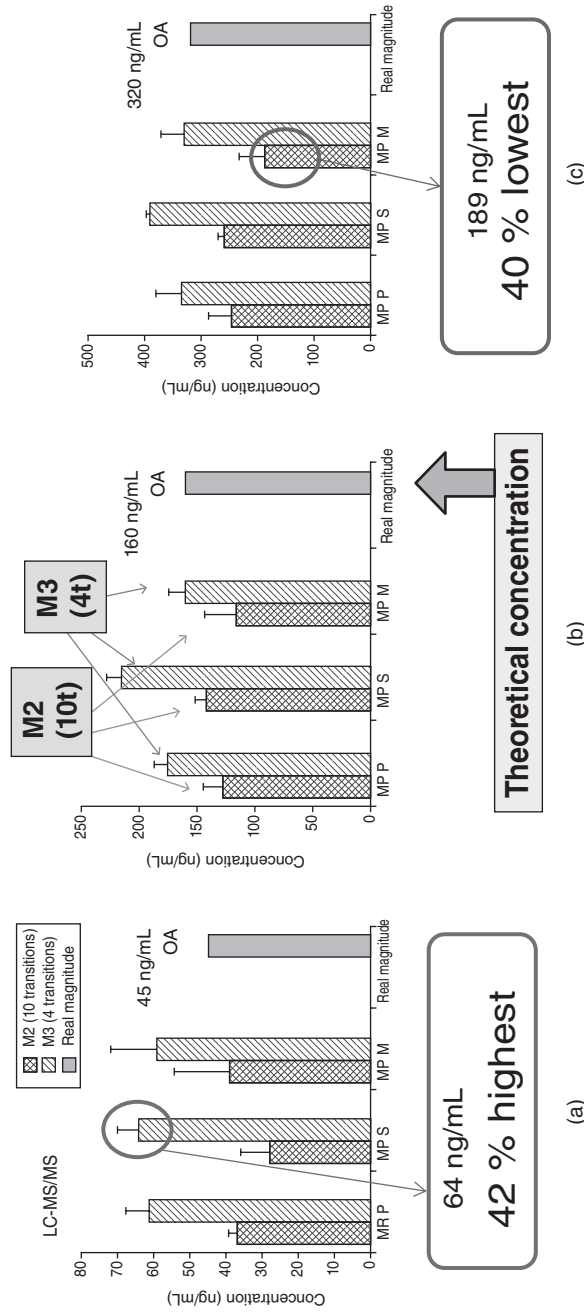 LC-MS/MS
M2 (10 transitions)
M3 (4 transitions)
Real magnitude
45 ng/mL
OA
Concentration (ng/mL)
80
70
60
50
40
30
20
10
0
MR P
MP S
MP M
Real magnitude
64 ng/mL
42 % highest
(a)
M2
(10t)
M3
(4t)
160 ng/mL
OA
Concentration (ng/mL)
250
200
150
100
50
0
MP P
MP S
MP M
Real magnitude
Theoretical concentration
(b)
320 ng/mL
OA
Concentration (ng/mL)
500
400
300
200
100
0
MP P
MP S
MP M
Real magnitude
189 ng/mL
40 % lowest
(c)